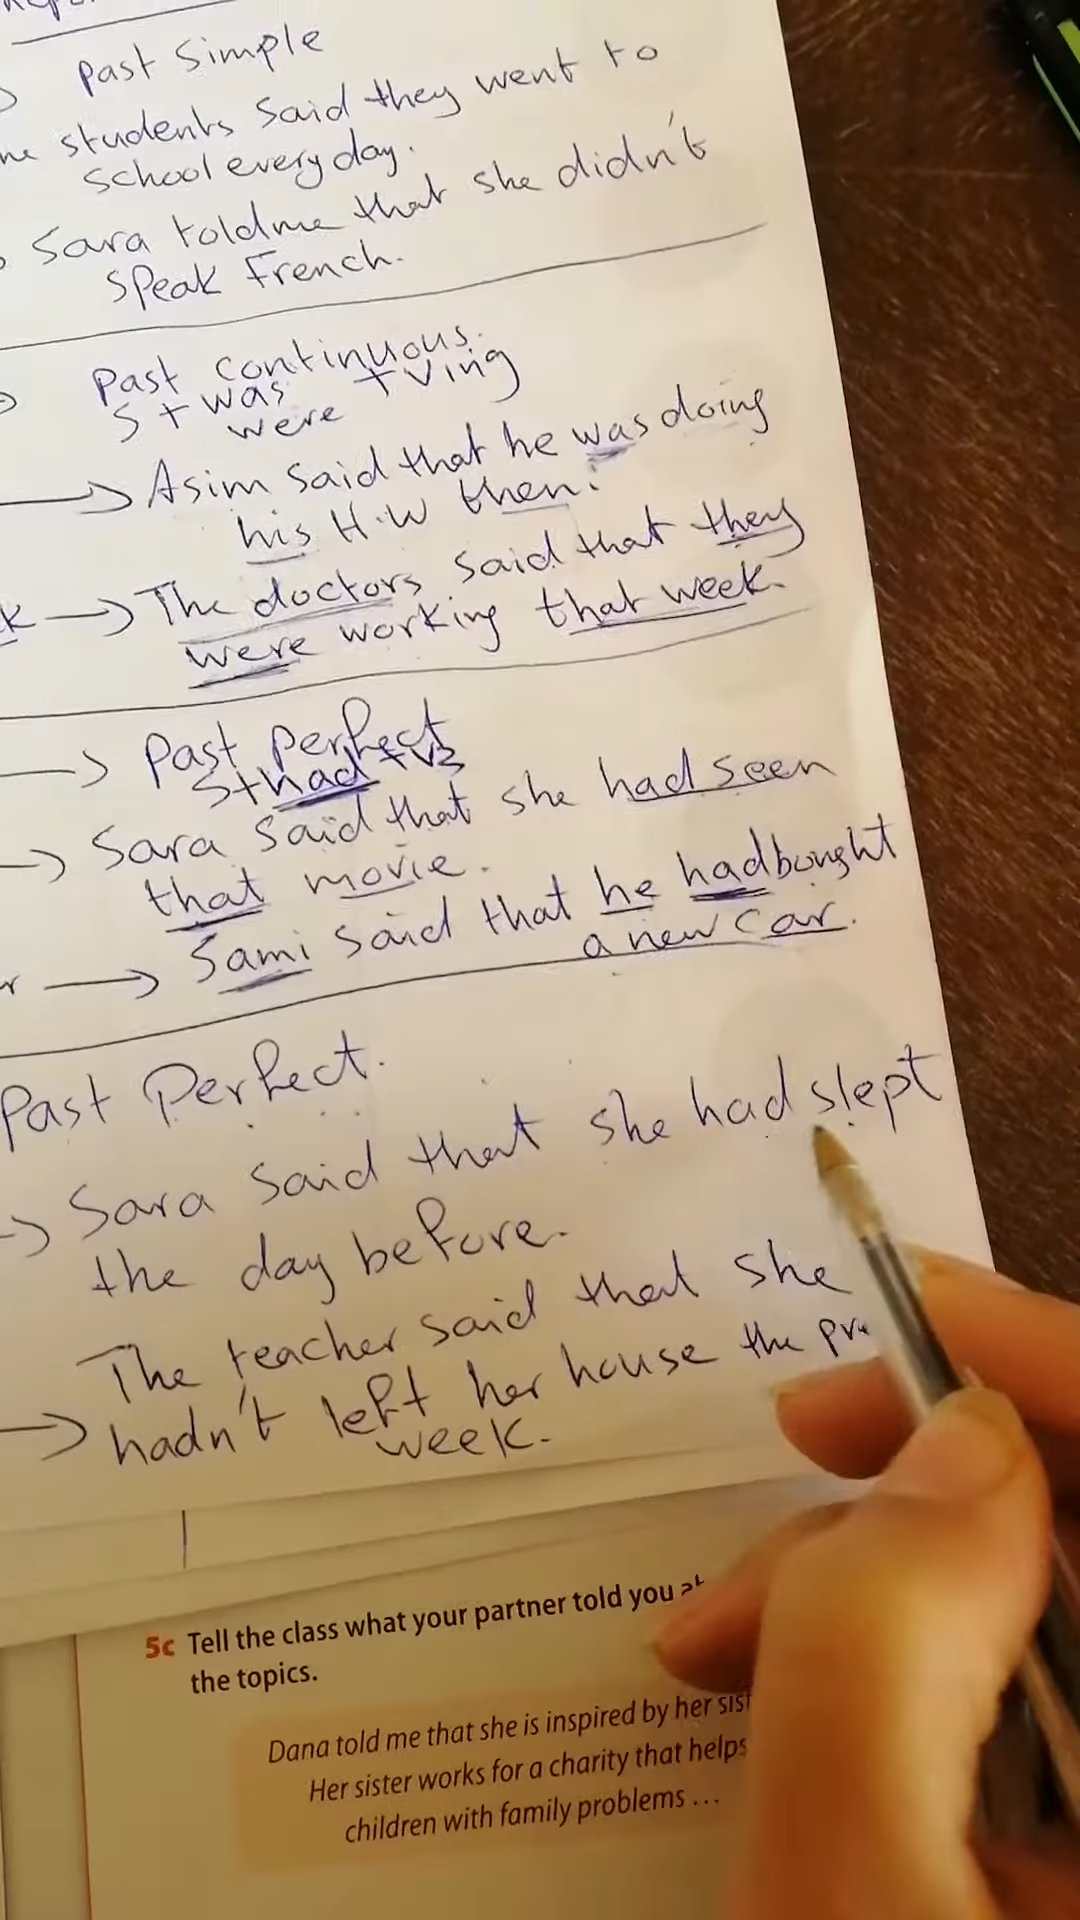 past simple
students said they went to
school everyday.
Sara told me that she didn't
speak French.
Past continuous.
S + was + Ving
were
→ Asim said that he was doing
his H.W then.
→ The doctors said that they
were working that week.
→ Past perfect
S + had + V3
→ Sara said that she had seen
that movie.
→ Sami said that he had bought
a new car.
Past Perfect.
→ Sara said that she had slept
the day before.
The teacher said that she
→ hadn't left her house the
week.
5c Tell the class what your partner told you
the topics.
Dana told me that she is inspired by her
Her sister works for a charity that helps
children with family problems ...